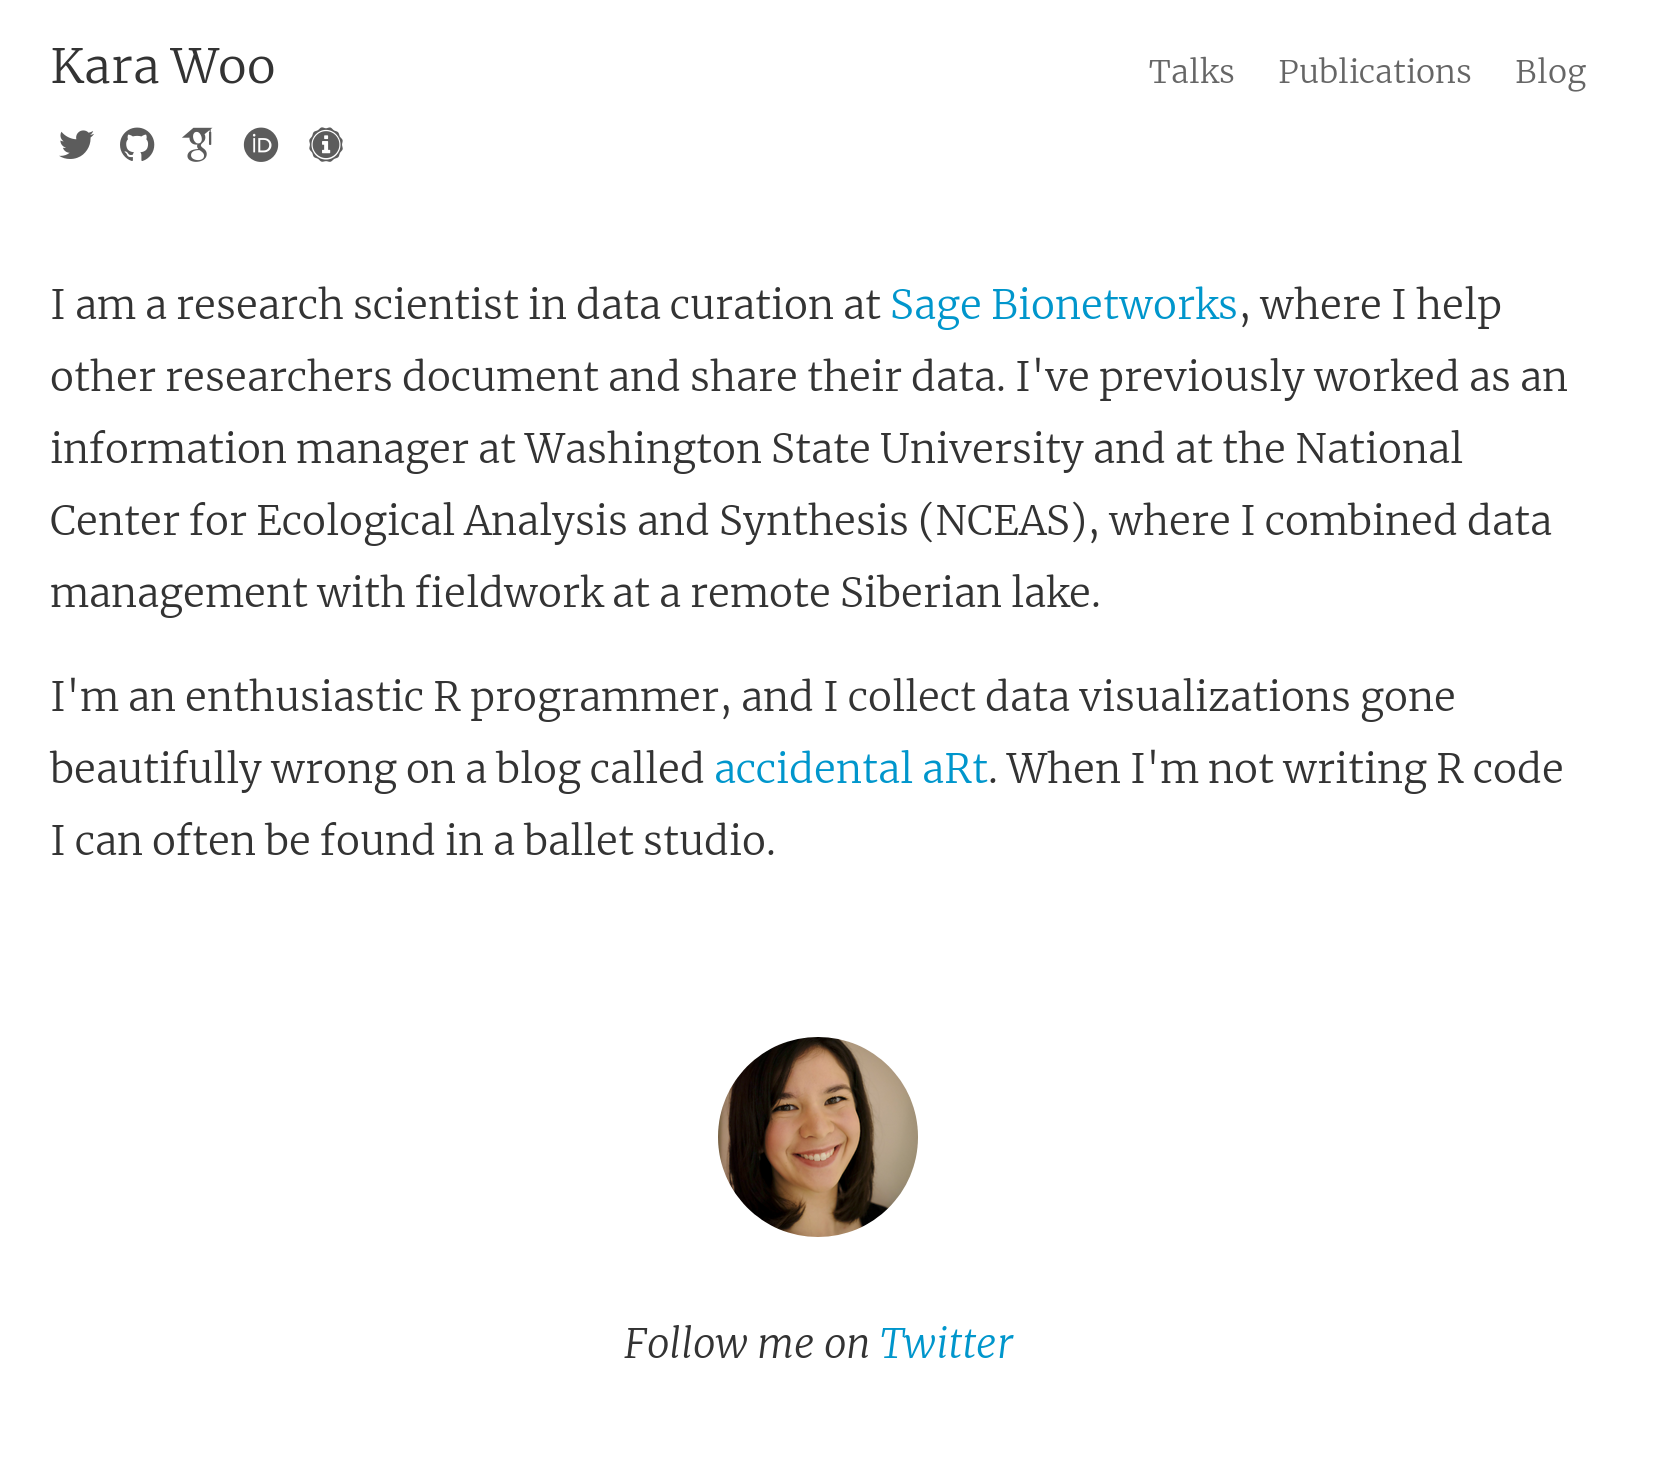 Kara Woo
Talks Publications Blog
iD
I am a research scientist in data curation at Sage Bionetworks, where I help
other researchers document and share their data. I've previously worked as an
information manager at Washington State University and at the National
Center for Ecological Analysis and Synthesis (NCEAS), where I combined data
management with fieldwork at a remote Siberian lake.
I'm an enthusiastic R programmer, and I collect data visualizations gone
beautifully wrong on a blog called accidental aRt. When I'm not writing R code
I can often be found in a ballet studio.
Follow me on Twitter